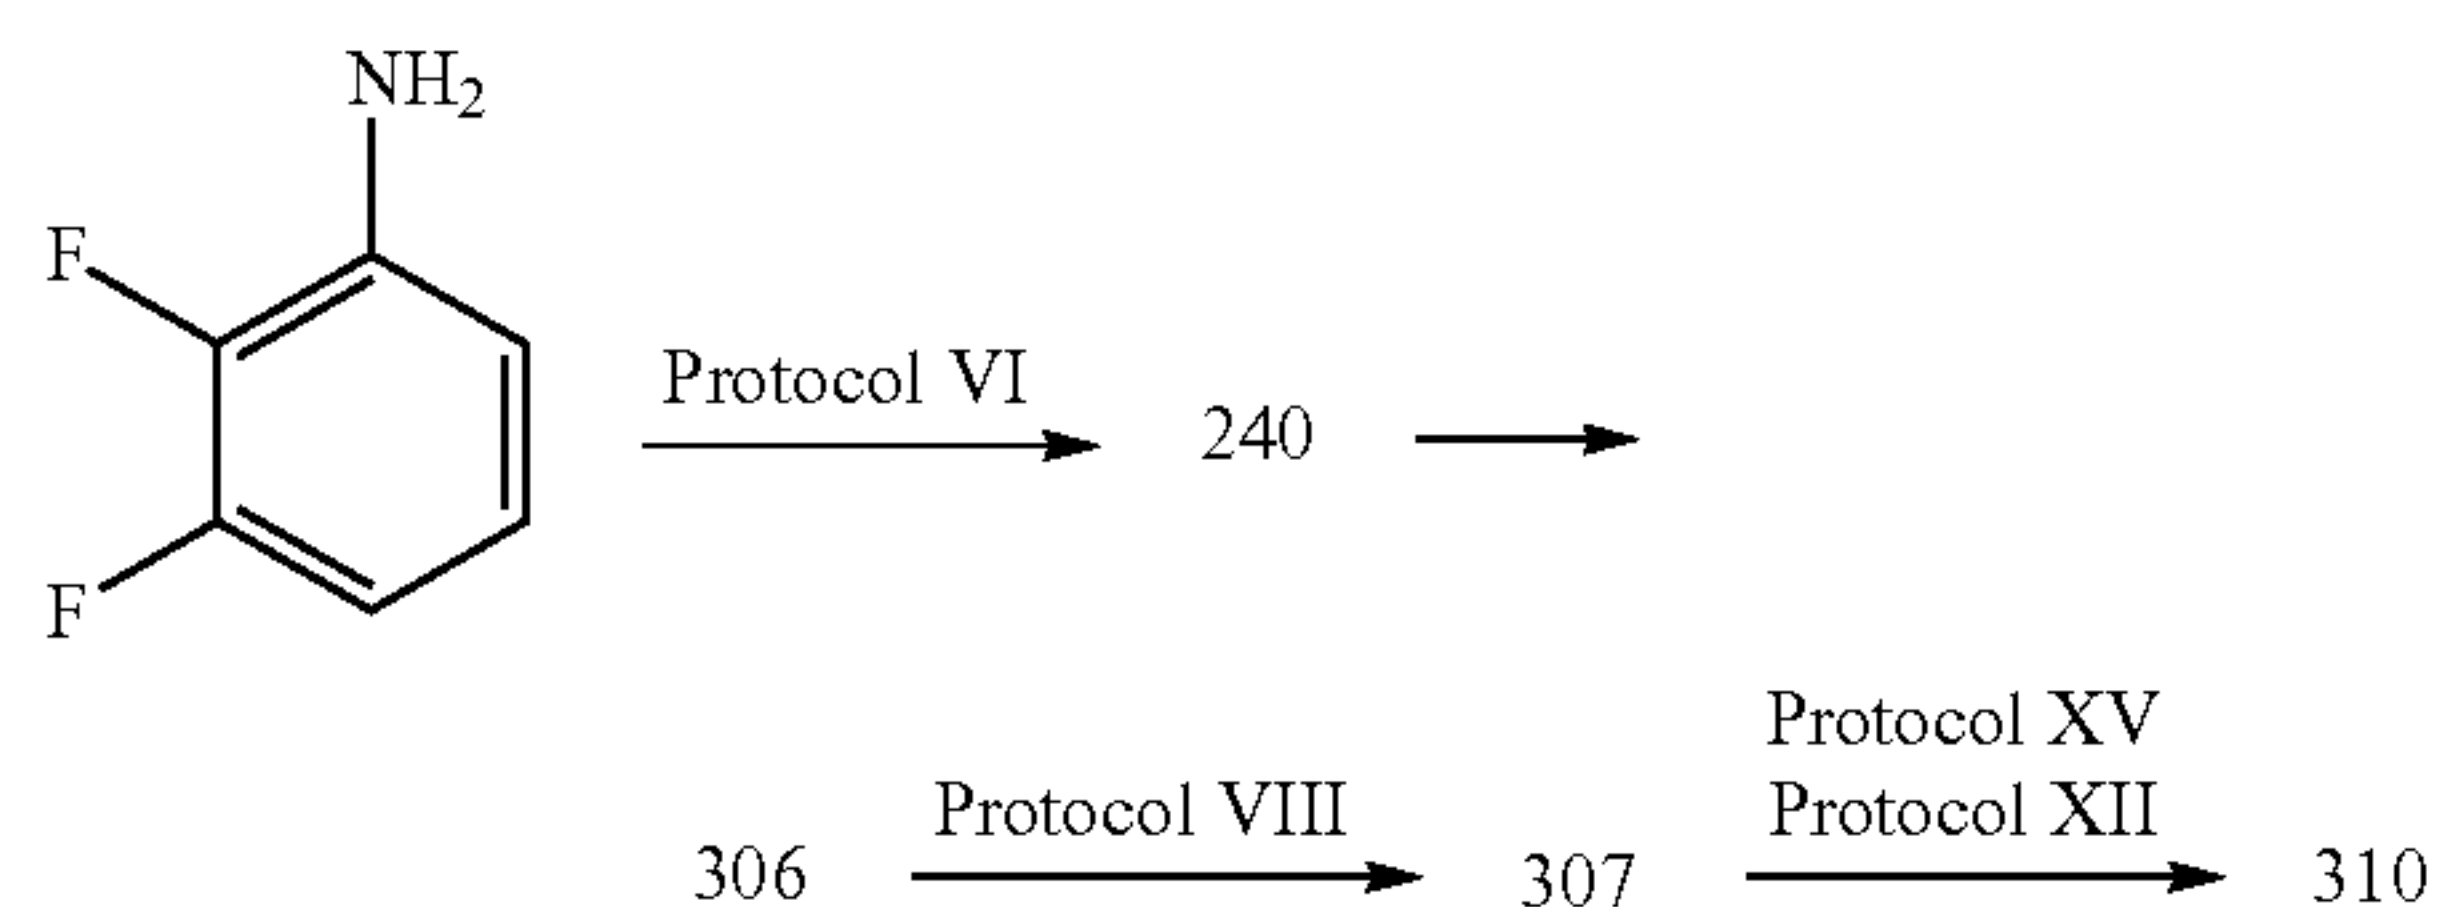 NH2
F
Protocol VI
240
F
Protocol XV
Protocol VIII
Protocol XII
306
307
310